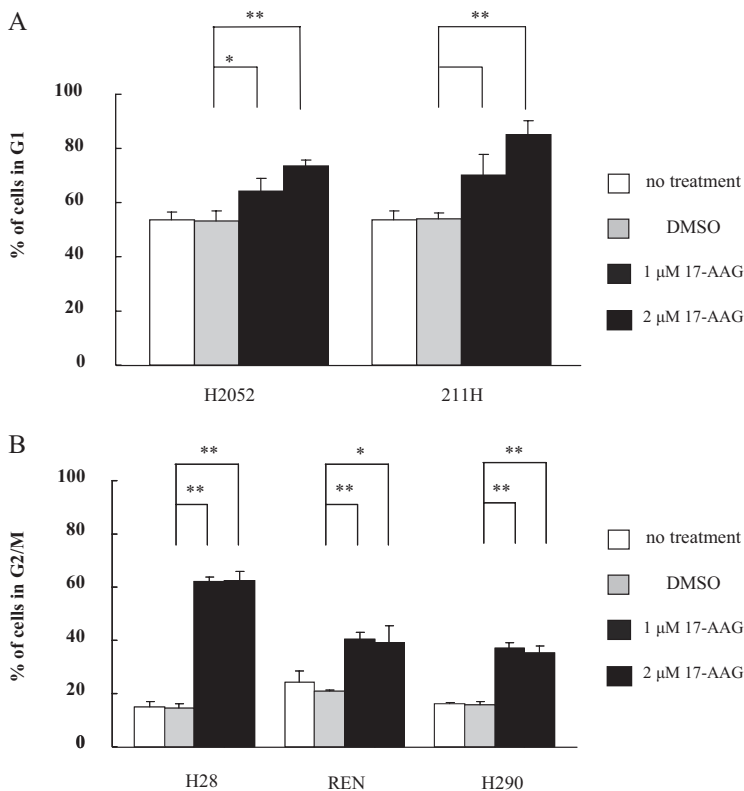 A
**
**
*
100
80
60
40
20
0
% of cells in G1
H2052
211H
no treatment
DMSO
1 μM 17-AAG
2 μM 17-AAG
B
**
*
**
**
**
**
100
80
60
40
20
0
% of cells in G2/M
H28
REN
H290
no treatment
DMSO
1 μM 17-AAG
2 μM 17-AAG